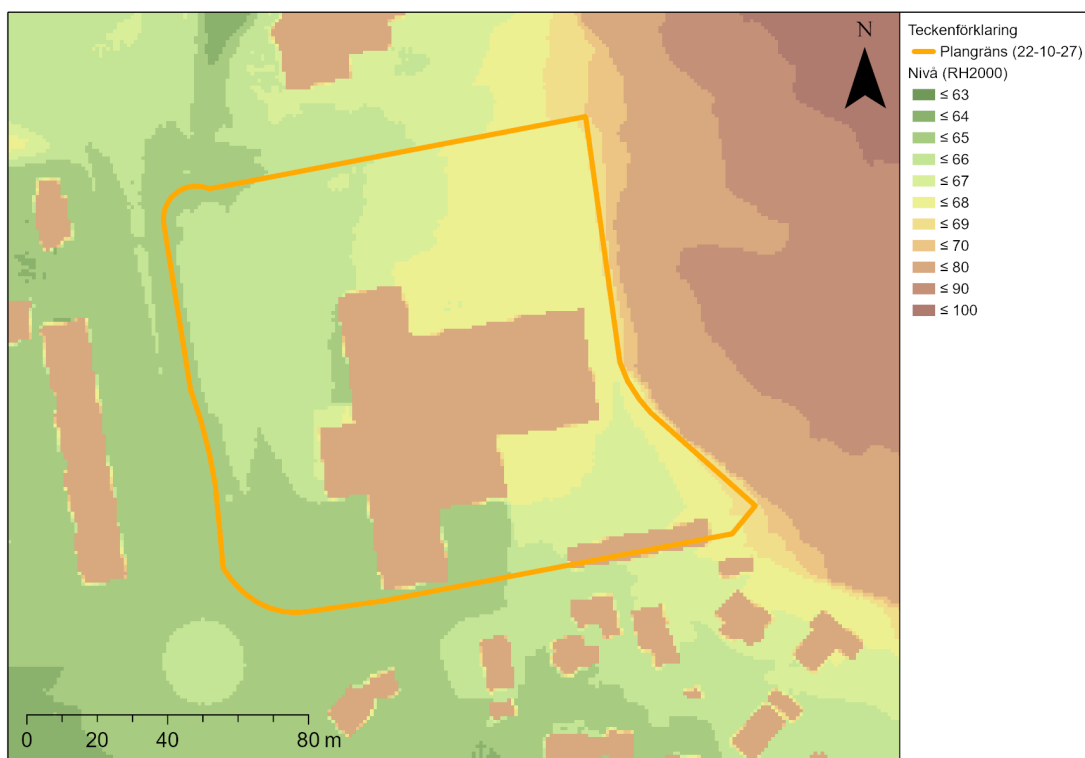 N
Teckenförklaring
Plangräns (22-10-27)
Nivå (RH2000)
≤ 63
≤ 64
≤ 65
≤ 66
≤ 67
≤ 68
≤ 69
≤ 70
≤ 80
≤ 90
≤ 100
0 20 40 80 m